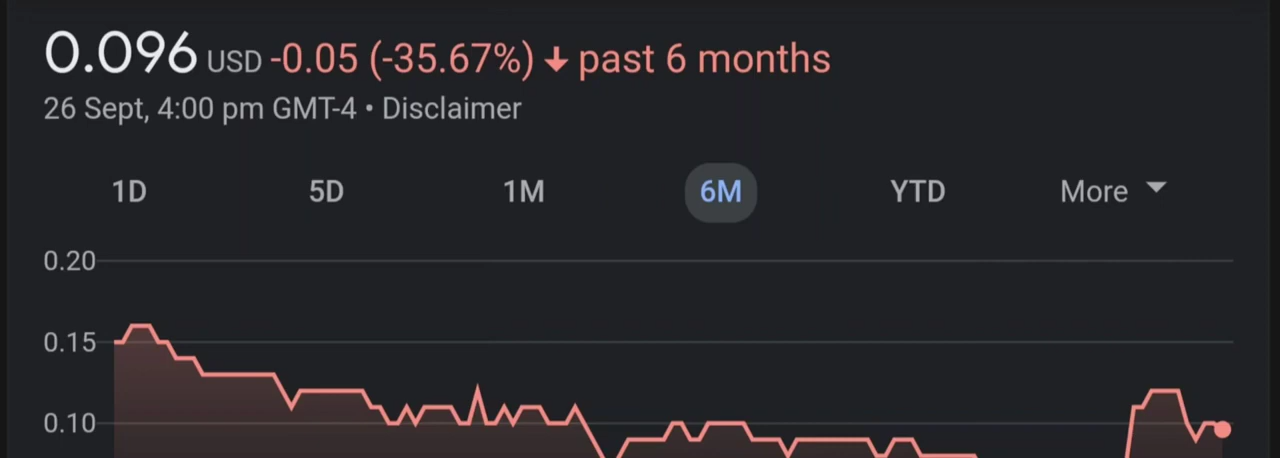 0.096 USD -0.05 (-35.67%) ↓ past 6 months
26 Sept, 4:00 pm GMT-4 • Disclaimer
1D 5D 1M 6M YTD More
0.20
0.15
0.10